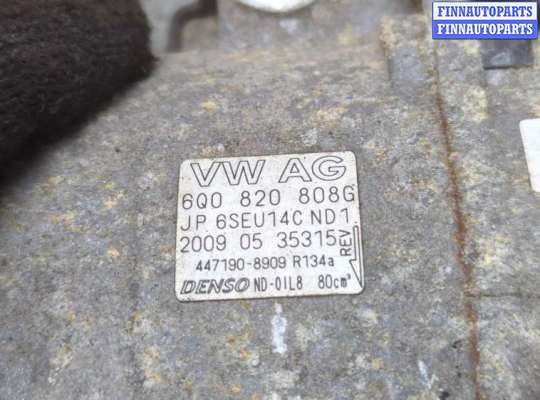 FINNAUTOPARTS
FINNAUTOPARTS
VW AG
6Q0 820 808G
JP 6SEU14C ND1
2009 05 35315
REV
447190-8909 R134a
DENSO ND-OIL8 80cm³